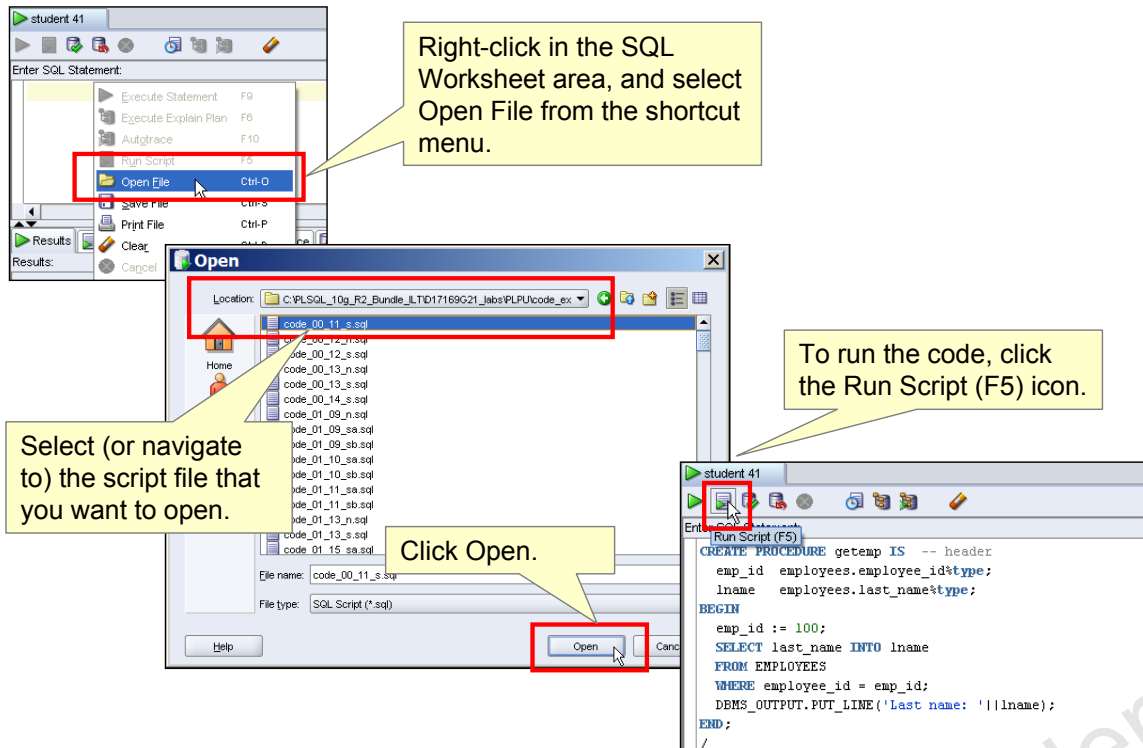 student 41
Enter SQL Statement:
Execute Statement F9
Execute Explain Plan F6
Autotrace F10
Run Script F5
Open File Ctrl-O
Save File Ctrl-S
Print File Ctrl-P
Clear
Cancel
Results
Results:
Right-click in the SQL
Worksheet area, and select
Open File from the shortcut
menu.
Open
Location: C:\PLSQL_10g_R2_Bundle_ILT\D17169G21_labs\PLPU\code_ex
Home
code_00_11_s.sql
code_00_12_n.sql
code_00_12_s.sql
code_00_13_n.sql
code_00_13_s.sql
code_00_14_s.sql
code_01_09_n.sql
code_01_09_sa.sql
code_01_09_sb.sql
code_01_10_sa.sql
code_01_10_sb.sql
code_01_11_sa.sql
code_01_11_sb.sql
code_01_13_n.sql
code_01_13_s.sql
code_01_15_sa.sql
File name: code_00_11_s.sql
File type: SQL Script (*.sql)
Help
Open
Select (or navigate
to) the script file that
you want to open.
Click Open.
To run the code, click
the Run Script (F5) icon.
student 41
Enter SQL Statement:
Run Script (F5)
CREATE PROCEDURE getemp IS -- header
emp_id employees.employee_id%type;
lname employees.last_name%type;
BEGIN
emp_id := 100;
SELECT last_name INTO lname
FROM EMPLOYEES
WHERE employee_id = emp_id;
DBMS_OUTPUT.PUT_LINE('Last name: '||lname);
END;
/